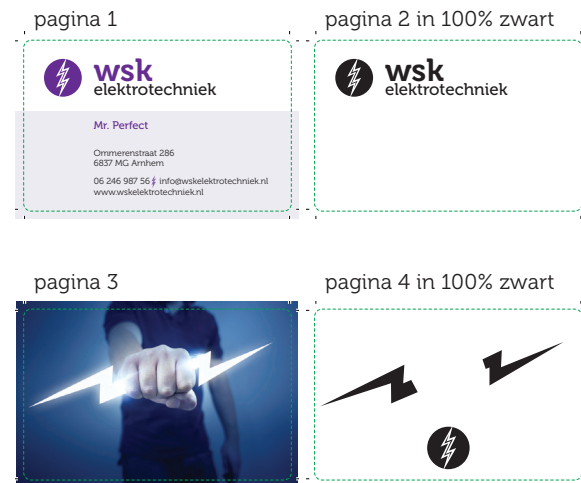 pagina 1
pagina 2 in 100% zwart
wsk
elektrotechniek
Mr. Perfect
Ommerenstraat 286
6837 MG Arnhem
06 246 987 56 info@wskelektrotechniek.nl
www.wskelektrotechniek.nl
wsk
elektrotechniek
pagina 3
pagina 4 in 100% zwart